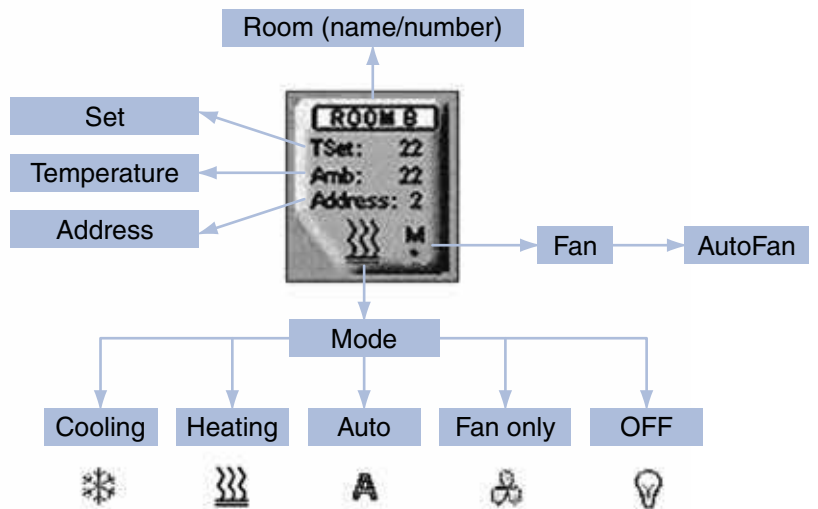 Room (name/number)
ROOM B
Set
TSet: 22
Temperature
Amb: 22
Address
Address: 2
M
Fan
AutoFan
Mode
Cooling
Heating
Auto
Fan only
OFF
A